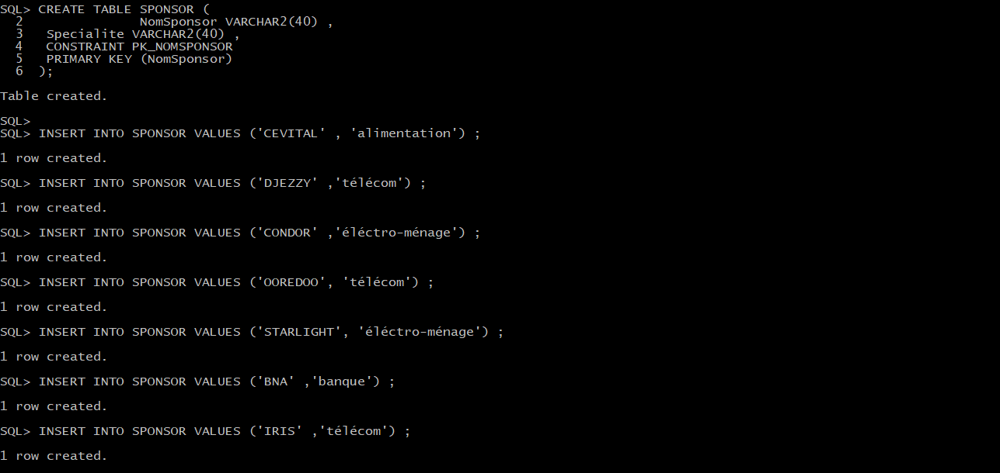 SQL> CREATE TABLE SPONSOR (
2 NomSponsor VARCHAR2(40) ,
3 Specialite VARCHAR2(40) ,
4 CONSTRAINT PK_NOMSPONSOR
5 PRIMARY KEY (NomSponsor)
6 );
Table created.
SQL>
SQL> INSERT INTO SPONSOR VALUES ('CEVITAL' , 'alimentation') ;
1 row created.
SQL> INSERT INTO SPONSOR VALUES ('DJEZZY' ,'télécom') ;
1 row created.
SQL> INSERT INTO SPONSOR VALUES ('CONDOR' ,'éléctro-ménage') ;
1 row created.
SQL> INSERT INTO SPONSOR VALUES ('OOREDOO', 'télécom') ;
1 row created.
SQL> INSERT INTO SPONSOR VALUES ('STARLIGHT', 'éléctro-ménage') ;
1 row created.
SQL> INSERT INTO SPONSOR VALUES ('BNA' ,'banque') ;
1 row created.
SQL> INSERT INTO SPONSOR VALUES ('IRIS' ,'télécom') ;
1 row created.